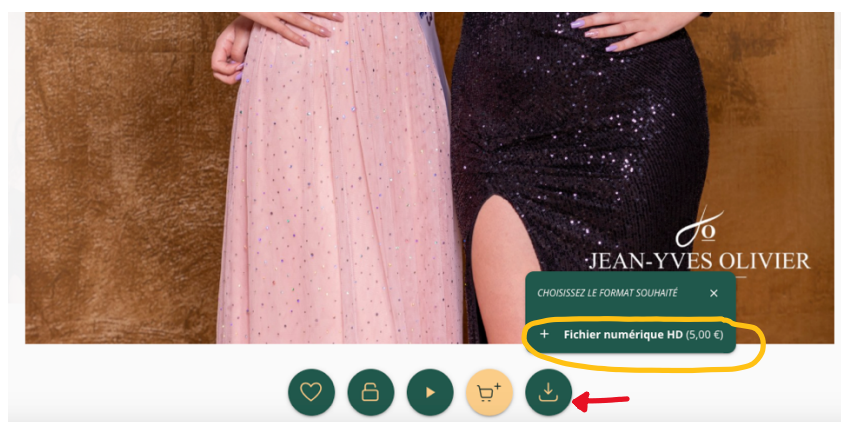 JEAN-YVES OLIVIER
CHOISISSEZ LE FORMAT SOUHAITÉ
Fichier numérique HD (5,00 €)